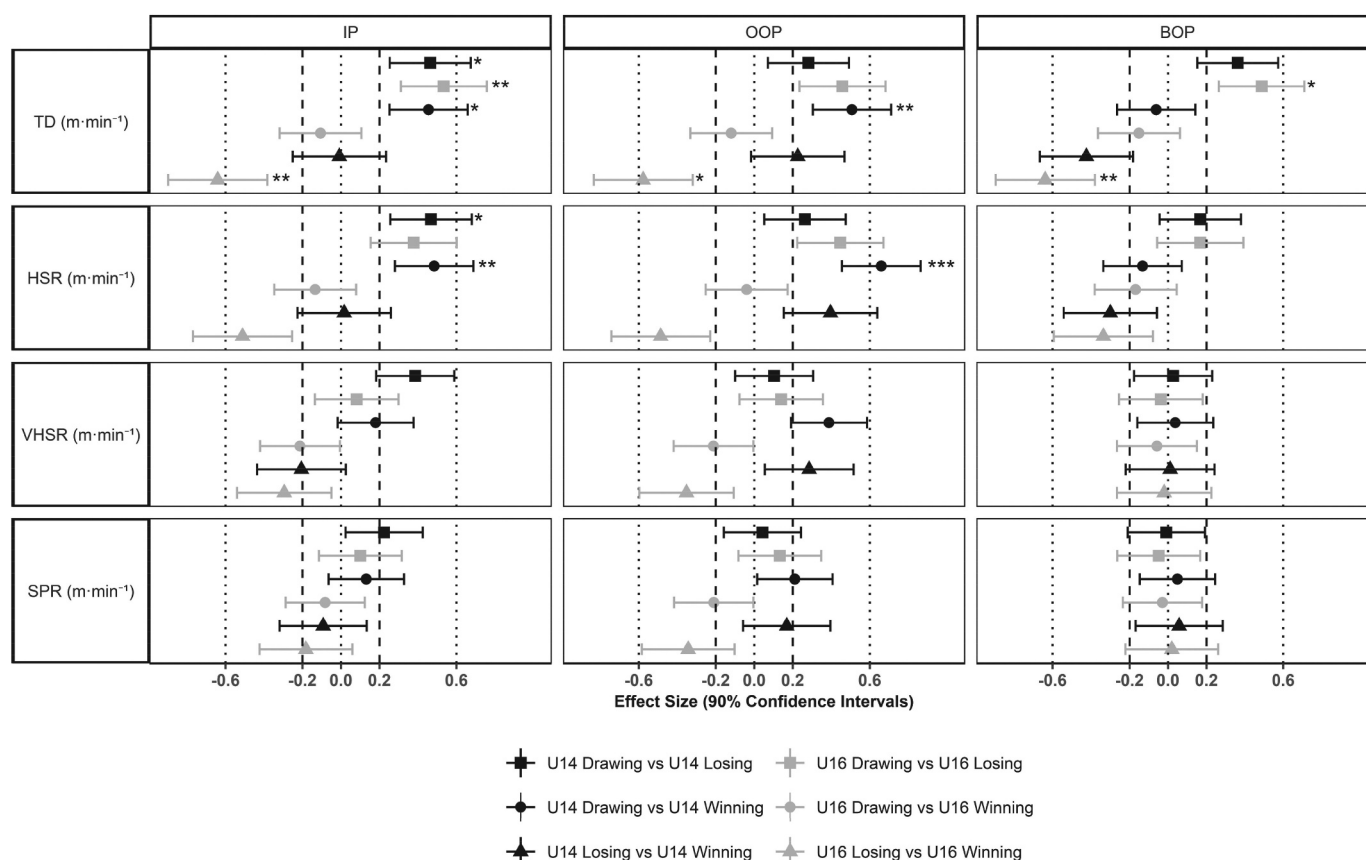 IP OOP BOP
TD (m·min⁻¹)
*
**
*
**
**
*
*
**
HSR (m·min⁻¹)
*
**
***
VHSR (m·min⁻¹)
SPR (m·min⁻¹)
-0.6 -0.2 0.0 0.2 0.6 -0.6 -0.2 0.0 0.2 0.6 -0.6 -0.2 0.0 0.2 0.6
Effect Size (90% Confidence Intervals)
U14 Drawing vs U14 Losing U16 Drawing vs U16 Losing
U14 Drawing vs U14 Winning U16 Drawing vs U16 Winning
U14 Losing vs U14 Winning U16 Losing vs U16 Winning